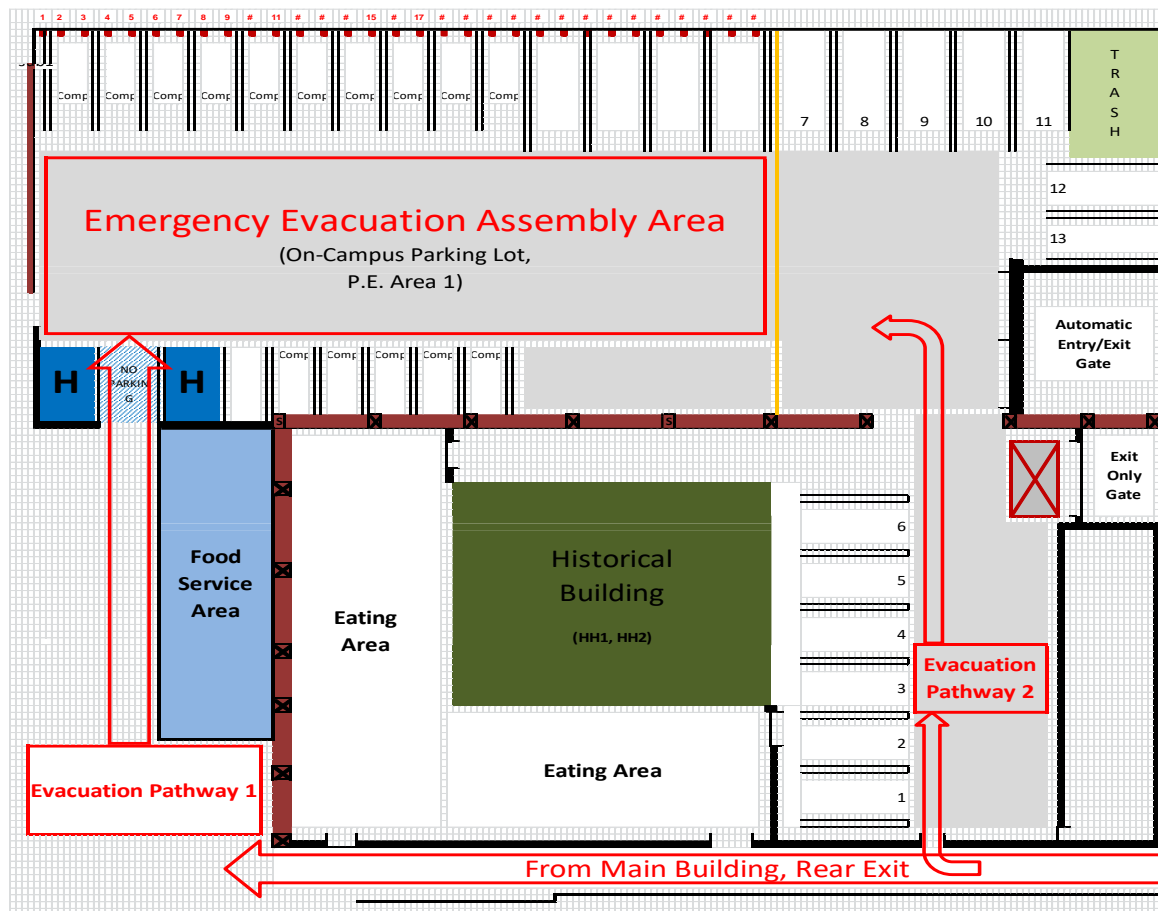 1 2 3 4 5 6 7 8 9 # 11 # # # 15 # 17 # # # # # # # # # # # # #
Comp Comp Comp Comp Comp Comp Comp Comp Comp Comp
7 8 9 10 11
T
R
A
S
H
12
13
Emergency Evacuation Assembly Area
(On-Campus Parking Lot,
P.E. Area 1)
Automatic
Entry/Exit
Gate
H
NO
PARKIN
G
H
Comp Comp Comp Comp Comp
S S
Exit
Only
Gate
Food
Service
Area
Eating
Area
Historical
Building
(HH1, HH2)
6
5
4
3
2
1
Evacuation
Pathway 2
Evacuation Pathway 1
Eating Area
From Main Building, Rear Exit